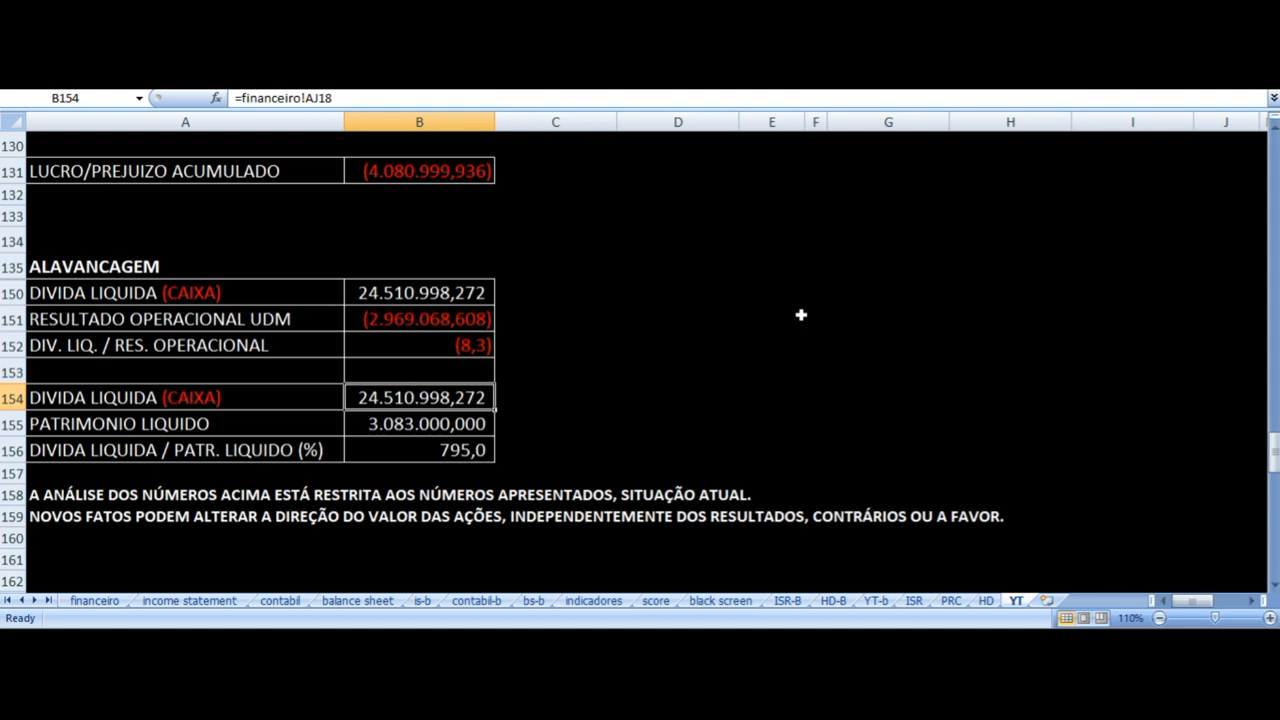 B154 fx =financeiro!AJ18
A B C D E F G H I J
130
131 LUCRO/PREJUIZO ACUMULADO (4.080.999,936)
132
133
134
135 ALAVANCAGEM
150 DIVIDA LIQUIDA (CAIXA) 24.510.998,272
151 RESULTADO OPERACIONAL UDM (2.969.068,608)
152 DIV. LIQ. / RES. OPERACIONAL (8,3)
153
154 DIVIDA LIQUIDA (CAIXA) 24.510.998,272
155 PATRIMONIO LIQUIDO 3.083.000,000
156 DIVIDA LIQUIDA / PATR. LIQUIDO (%) 795,0
157
158 A ANÁLISE DOS NÚMEROS ACIMA ESTÁ RESTRITA AOS NÚMEROS APRESENTADOS, SITUAÇÃO ATUAL.
159 NOVOS FATOS PODEM ALTERAR A DIREÇÃO DO VALOR DAS AÇÕES, INDEPENDENTEMENTE DOS RESULTADOS, CONTRÁRIOS OU A FAVOR.
160
161
162
financeiro income statement contabil balance sheet is-b contabil-b bs-b indicadores score black screen ISR-B HD-B YT-b ISR PRC HD YT
Ready 110%